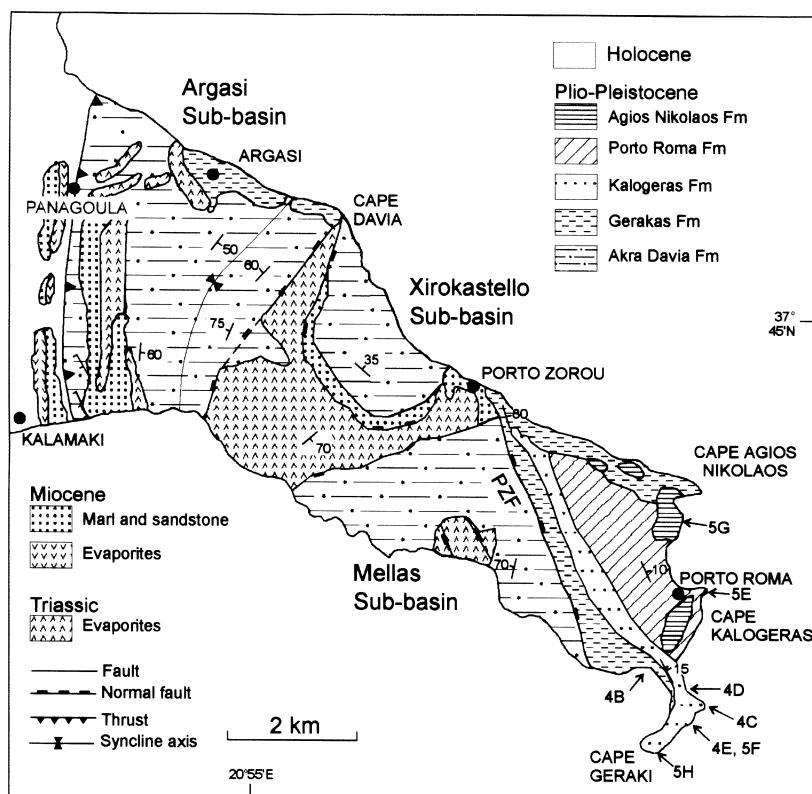 Argasi
Sub-basin
Holocene
Plio-Pleistocene
Agios Nikolaos Fm
Porto Roma Fm
Kalogeras Fm
Gerakas Fm
Akra Davia Fm
ARGASI
PANAGOULA
CAPE
DAVIA
50
60
Xirokastello
Sub-basin
37°
45'N
75
60
35
PORTO ZOROU
80
KALAMAKI
70
CAPE AGIOS
NIKOLAOS
PZF
Miocene
Marl and sandstone
Evaporites
5G
10
70
PORTO ROMA
5E
Mellas
Sub-basin
CAPE
KALOGERAS
Triassic
Evaporites
15
Fault
Normal fault
Thrust
Syncline axis
4B
4D
4C
4E, 5F
2 km
CAPE
GERAKI
5H
20°55'E